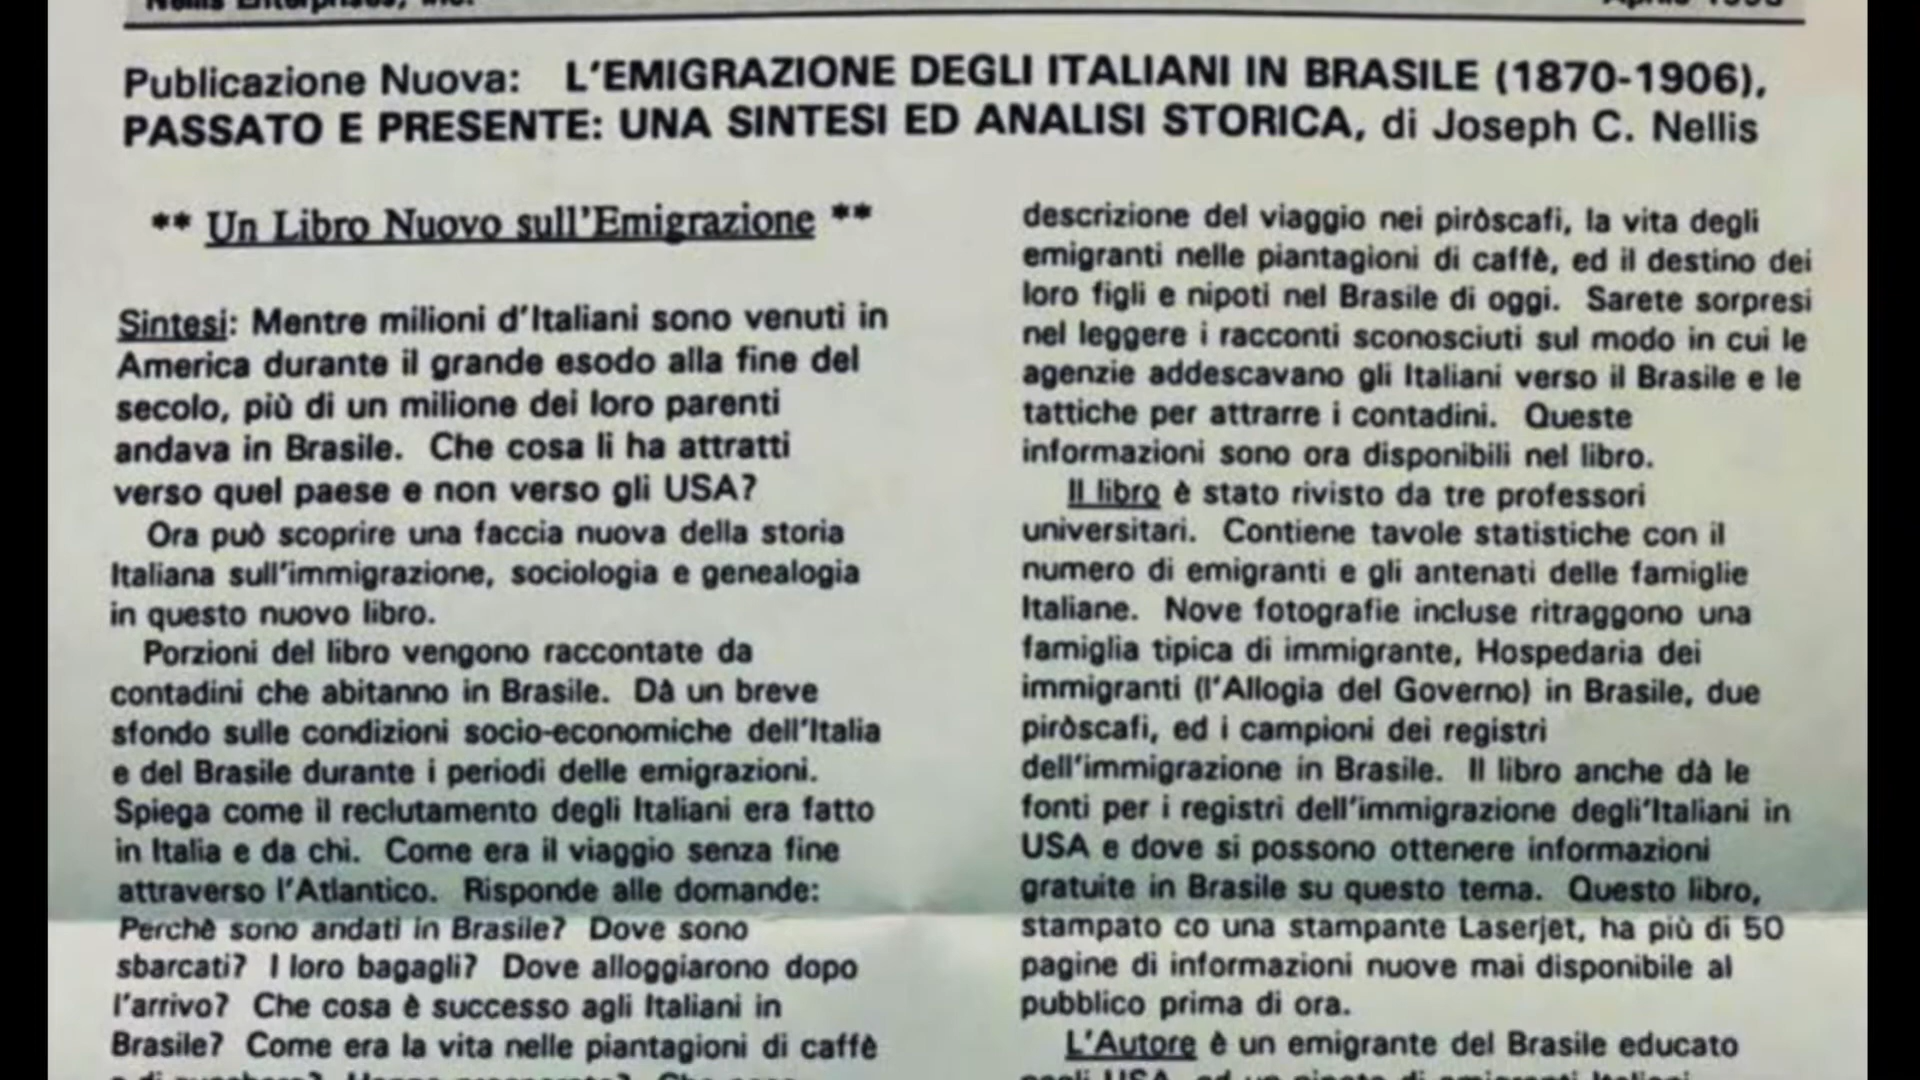 Nellis Enterprises, Inc.
Aprile
Publicazione Nuova: L'EMIGRAZIONE DEGLI ITALIANI IN BRASILE (1870-1906),
PASSATO E PRESENTE: UNA SINTESI ED ANALISI STORICA, di Joseph C. Nellis
** Un Libro Nuovo sull'Emigrazione **
Sintesi: Mentre milioni d'Italiani sono venuti in
America durante il grande esodo alla fine del
secolo, più di un milione dei loro parenti
andava in Brasile. Che cosa li ha attratti
verso quel paese e non verso gli USA?
Ora può scoprire una faccia nuova della storia
Italiana sull'immigrazione, sociologia e genealogia
in questo nuovo libro.
Porzioni del libro vengono raccontate da
contadini che abitanno in Brasile. Dà un breve
sfondo sulle condizioni socio-economiche dell'Italia
e del Brasile durante i periodi delle emigrazioni.
Spiega come il reclutamento degli Italiani era fatto
in Italia e da chi. Come era il viaggio senza fine
attraverso l'Atlantico. Risponde alle domande:
Perchè sono andati in Brasile? Dove sono
sbarcati? I loro bagagli? Dove alloggiarono dopo
l'arrivo? Che cosa è successo agli Italiani in
Brasile? Come era la vita nelle piantagioni di caffè
descrizione del viaggio nei piròscafi, la vita degli
emigranti nelle piantagioni di caffè, ed il destino dei
loro figli e nipoti nel Brasile di oggi. Sarete sorpresi
nel leggere i racconti sconosciuti sul modo in cui le
agenzie addescavano gli Italiani verso il Brasile e le
tattiche per attrarre i contadini. Queste
informazioni sono ora disponibili nel libro.
Il libro è stato rivisto da tre professori
universitari. Contiene tavole statistiche con il
numero di emigranti e gli antenati delle famiglie
Italiane. Nove fotografie incluse ritraggono una
famiglia tipica di immigrante, Hospedaria dei
immigranti (l'Allogia del Governo) in Brasile, due
piròscafi, ed i campioni dei registri
dell'immigrazione in Brasile. Il libro anche dà le
fonti per i registri dell'immigrazione degli'Italiani in
USA e dove si possono ottenere informazioni
gratuite in Brasile su questo tema. Questo libro,
stampato co una stampante Laserjet, ha più di 50
pagine di informazioni nuove mai disponibile al
pubblico prima di ora.
L'Autore è un emigrante del Brasile educato